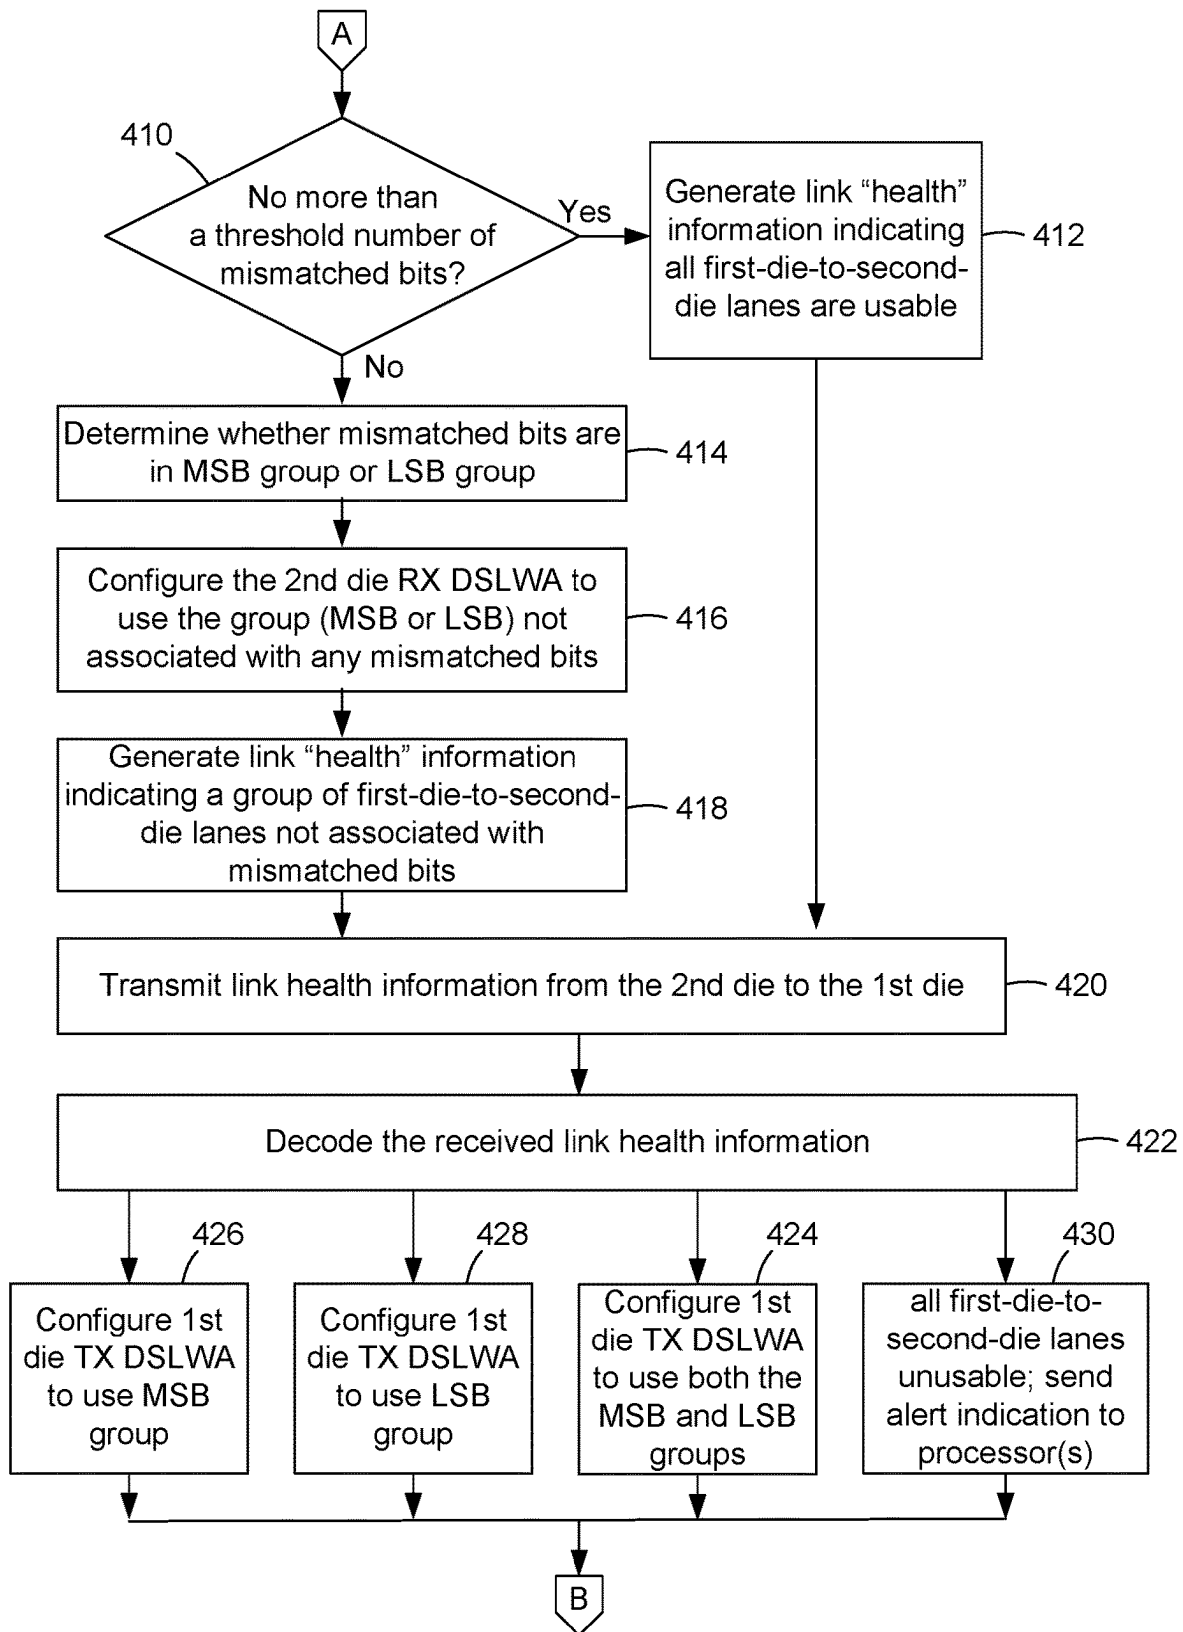 A
410
No more than
a threshold number of
mismatched bits?
Yes
Generate link “health”
information indicating
all first-die-to-second-
die lanes are usable
412
No
Determine whether mismatched bits are
in MSB group or LSB group
414
Configure the 2nd die RX DSLWA to
use the group (MSB or LSB) not
associated with any mismatched bits
416
Generate link “health” information
indicating a group of first-die-to-second-
die lanes not associated with
mismatched bits
418
Transmit link health information from the 2nd die to the 1st die
420
Decode the received link health information
422
426
Configure 1st
die TX DSLWA
to use MSB
group
428
Configure 1st
die TX DSLWA
to use LSB
group
424
Configure 1st
die TX DSLWA
to use both the
MSB and LSB
groups
430
all first-die-to-
second-die lanes
unusable; send
alert indication to
processor(s)
B